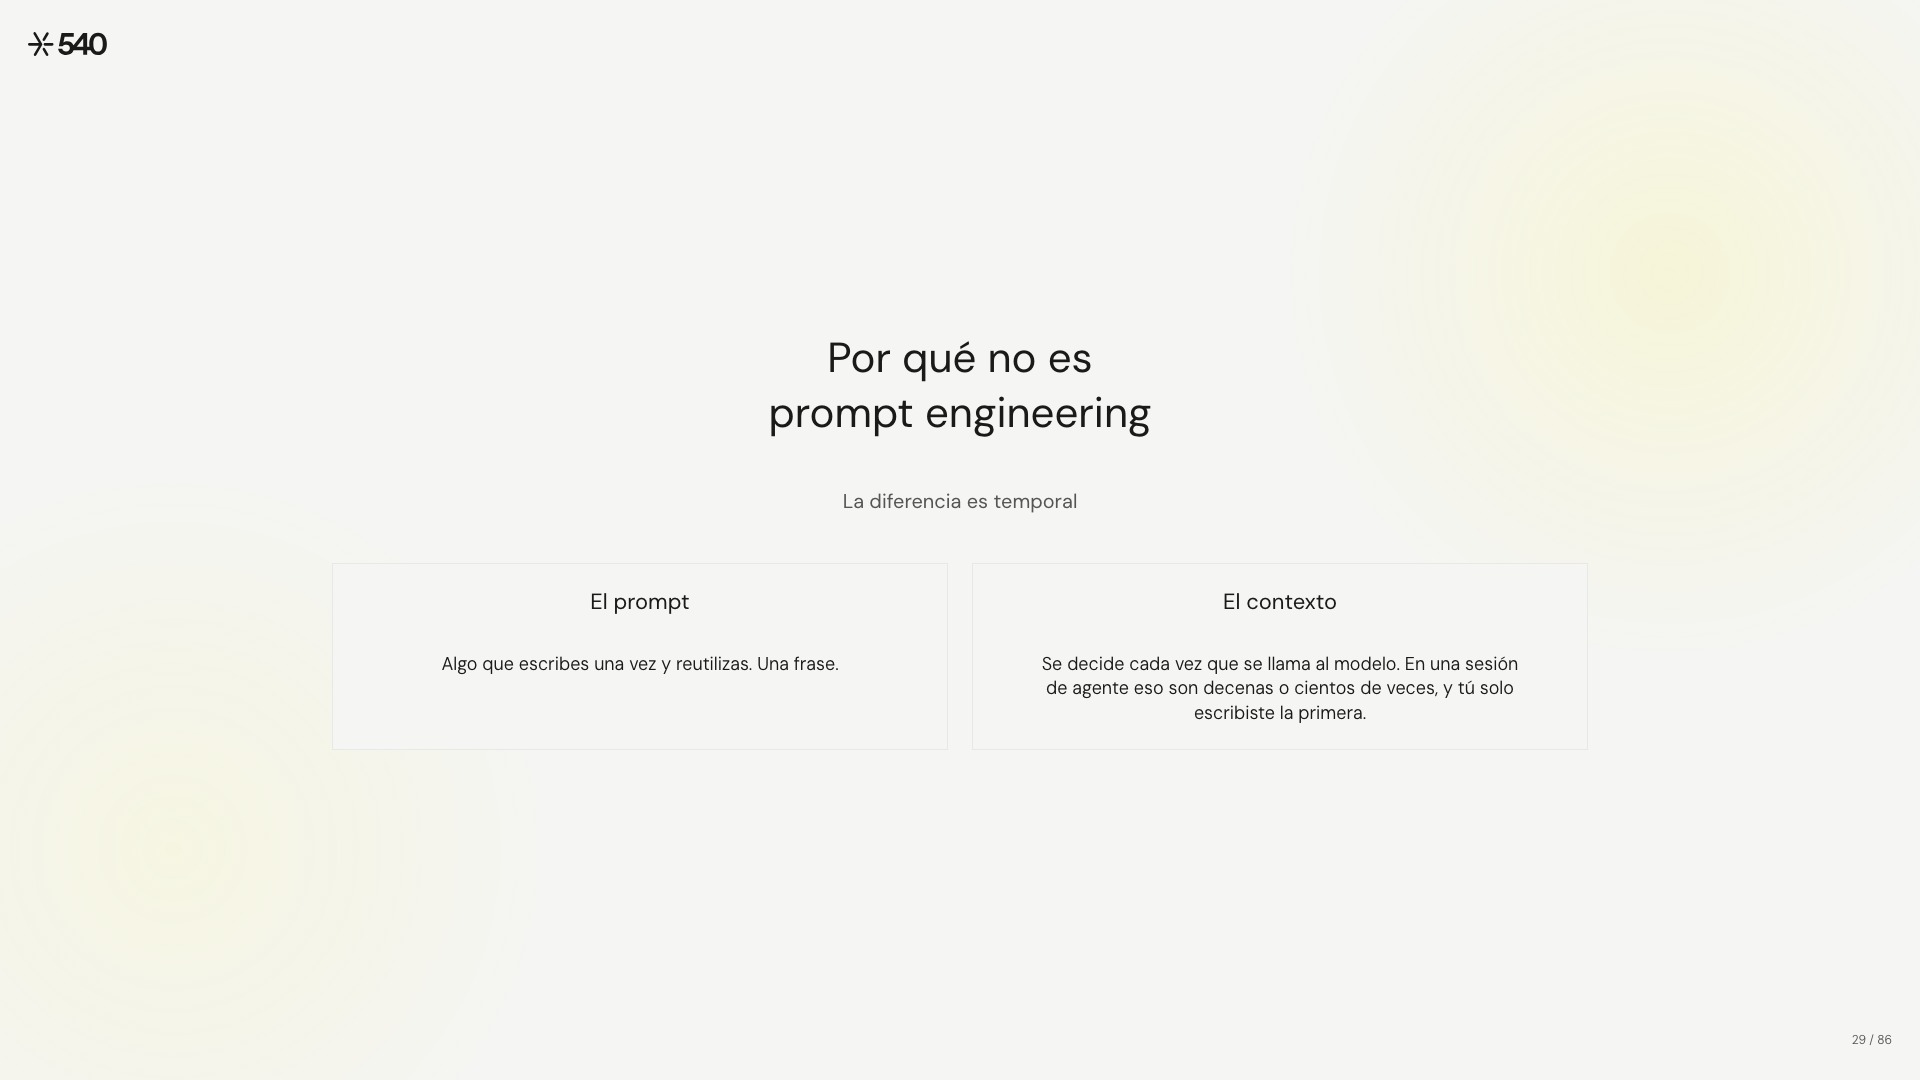 540
Por qué no es
prompt engineering
La diferencia es temporal
El prompt
Algo que escribes una vez y reutilizas. Una frase.
El contexto
Se decide cada vez que se llama al modelo. En una sesión
de agente eso son decenas o cientos de veces, y tú solo
escribiste la primera.
29 / 86